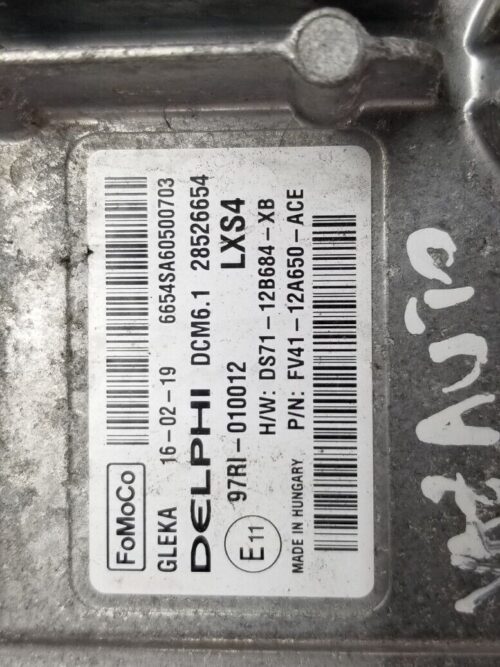 FoMoCo
GLEKA 16-02-19 6654SA60500703
DELPHI DCM6.1 28526654
97RI-010012 LXS4
E11 H/W: DS71-12B684-XB
MADE IN HUNGARY P/N: FV41-12A650-ACE
AUTO